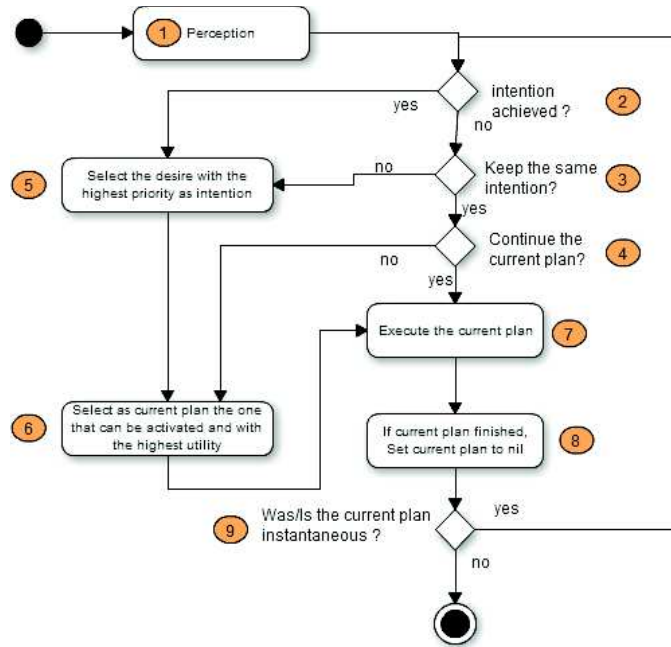 1 Perception
intention
achieved ?
2
yes
no
5
Select the desire with the
highest priority as intention
no
Keep the same
intention?
3
yes
Continue the
current plan?
4
no
yes
Execute the current plan
7
6
Select as current plan the one
that can be activated and with
the highest utility
If current plan finished,
Set current plan to nil
8
9
Was/Is the current plan
instantaneous ?
yes
no